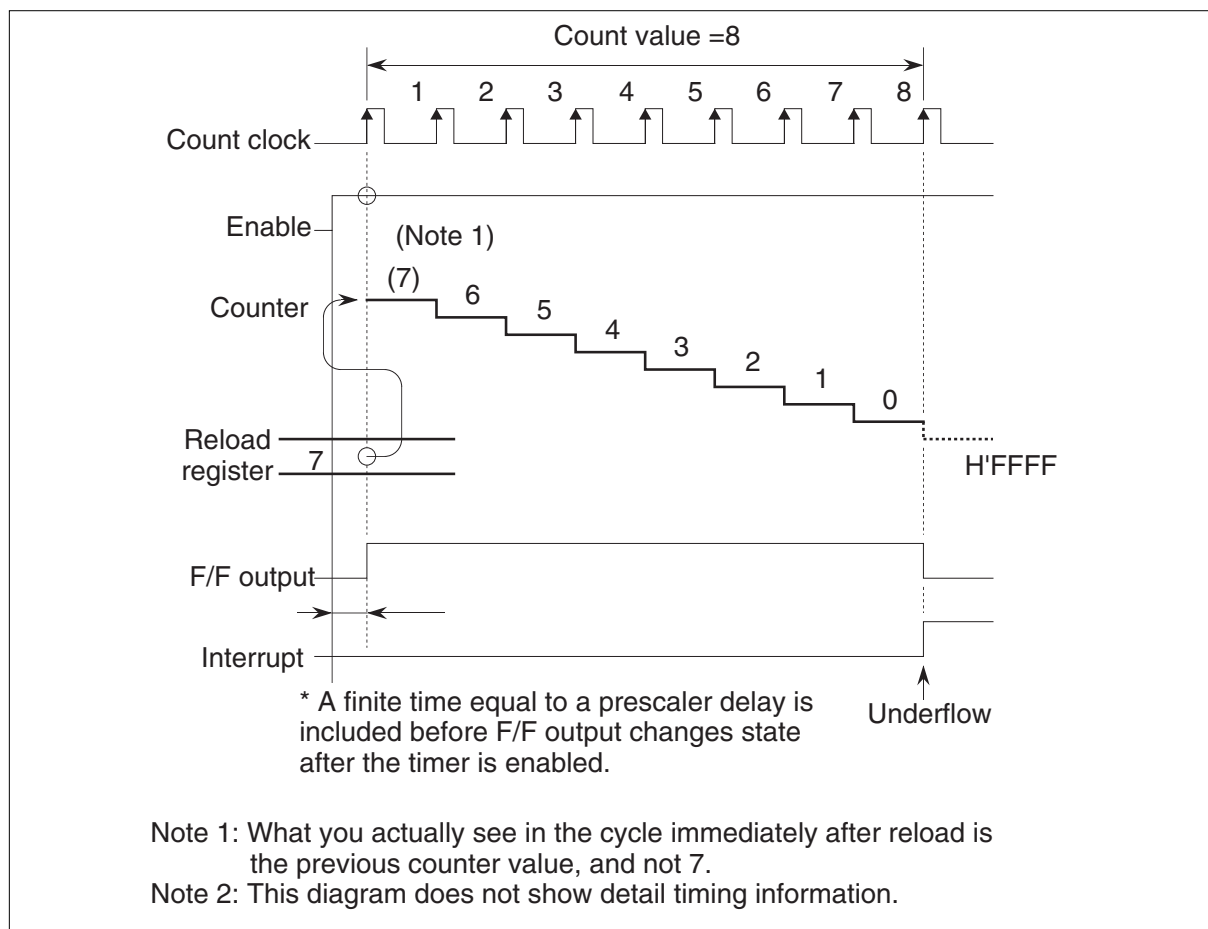 Count value =8
1 2 3 4 5 6 7 8
Count clock
Enable
(Note 1)
(7)
Counter
6
5
4
3
2
1
0
Reload
register
7
H'FFFF
F/F output
Interrupt
* A finite time equal to a prescaler delay is
included before F/F output changes state
after the timer is enabled.
Underflow
Note 1: What you actually see in the cycle immediately after reload is
the previous counter value, and not 7.
Note 2: This diagram does not show detail timing information.